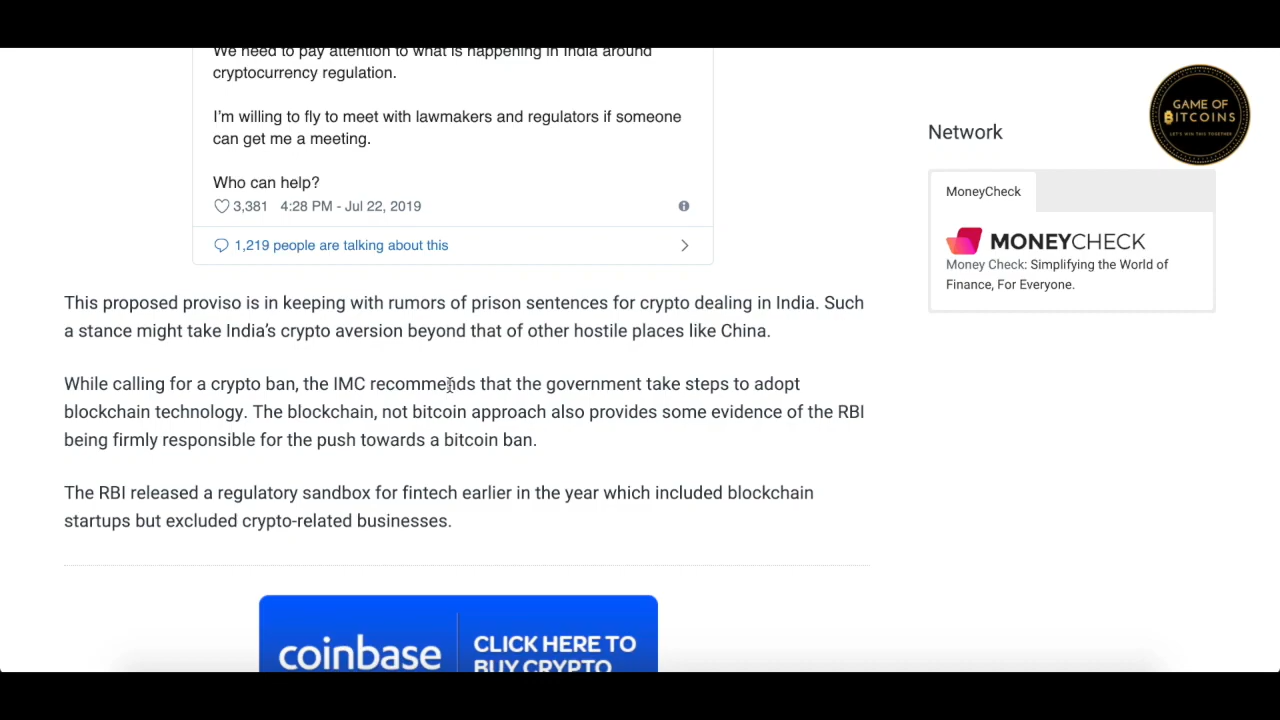 We need to pay attention to what is happening in India around
cryptocurrency regulation.
I'm willing to fly to meet with lawmakers and regulators if someone
can get me a meeting.
Who can help?
3,381 4:28 PM - Jul 22, 2019
1,219 people are talking about this
This proposed proviso is in keeping with rumors of prison sentences for crypto dealing in India. Such
a stance might take India's crypto aversion beyond that of other hostile places like China.
While calling for a crypto ban, the IMC recommends that the government take steps to adopt
blockchain technology. The blockchain, not bitcoin approach also provides some evidence of the RBI
being firmly responsible for the push towards a bitcoin ban.
The RBI released a regulatory sandbox for fintech earlier in the year which included blockchain
startups but excluded crypto-related businesses.
coinbase
CLICK HERE TO
BUY CRYPTO
GAME OF
BITCOINS
LET'S WIN THIS TOGETHER
Network
MoneyCheck
MONEYCHECK
Money Check: Simplifying the World of
Finance, For Everyone.